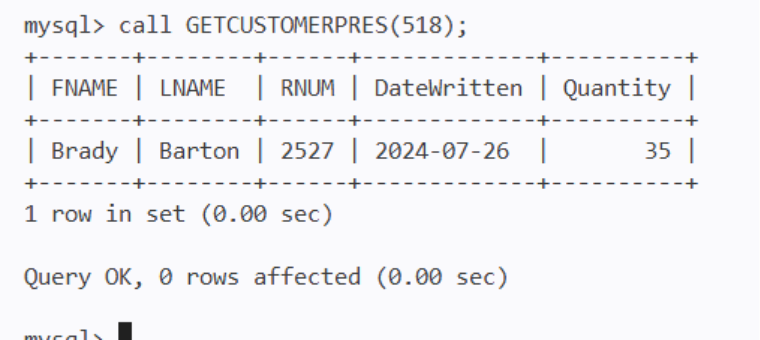 mysql> call GETCUSTOMERPRES(518);
+-------+--------+------+-------------+----------+
| FNAME | LNAME  | RNUM | DateWritten | Quantity |
+-------+--------+------+-------------+----------+
| Brady | Barton | 2527 | 2024-07-26  |       35 |
+-------+--------+------+-------------+----------+
1 row in set (0.00 sec)
Query OK, 0 rows affected (0.00 sec)
mysql>